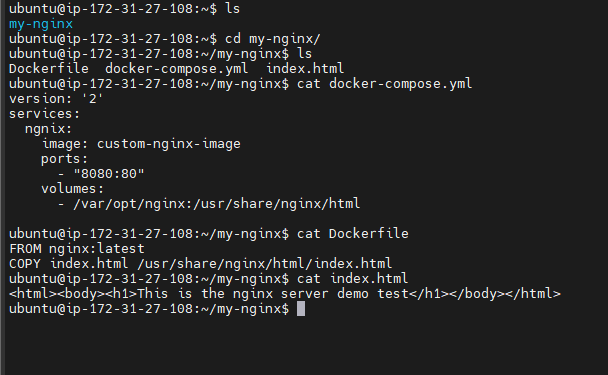 ubuntu@ip-172-31-27-108:~$ ls
my-nginx
ubuntu@ip-172-31-27-108:~$ cd my-nginx/
ubuntu@ip-172-31-27-108:~/my-nginx$ ls
Dockerfile  docker-compose.yml  index.html
ubuntu@ip-172-31-27-108:~/my-nginx$ cat docker-compose.yml
version: '2'
services:
  ngnix:
    image: custom-nginx-image
    ports:
      - "8080:80"
    volumes:
      - /var/opt/nginx:/usr/share/nginx/html

ubuntu@ip-172-31-27-108:~/my-nginx$ cat Dockerfile
FROM nginx:latest
COPY index.html /usr/share/nginx/html/index.html
ubuntu@ip-172-31-27-108:~/my-nginx$ cat index.html
<html><body><h1>This is the nginx server demo test</h1></body></html>
ubuntu@ip-172-31-27-108:~/my-nginx$